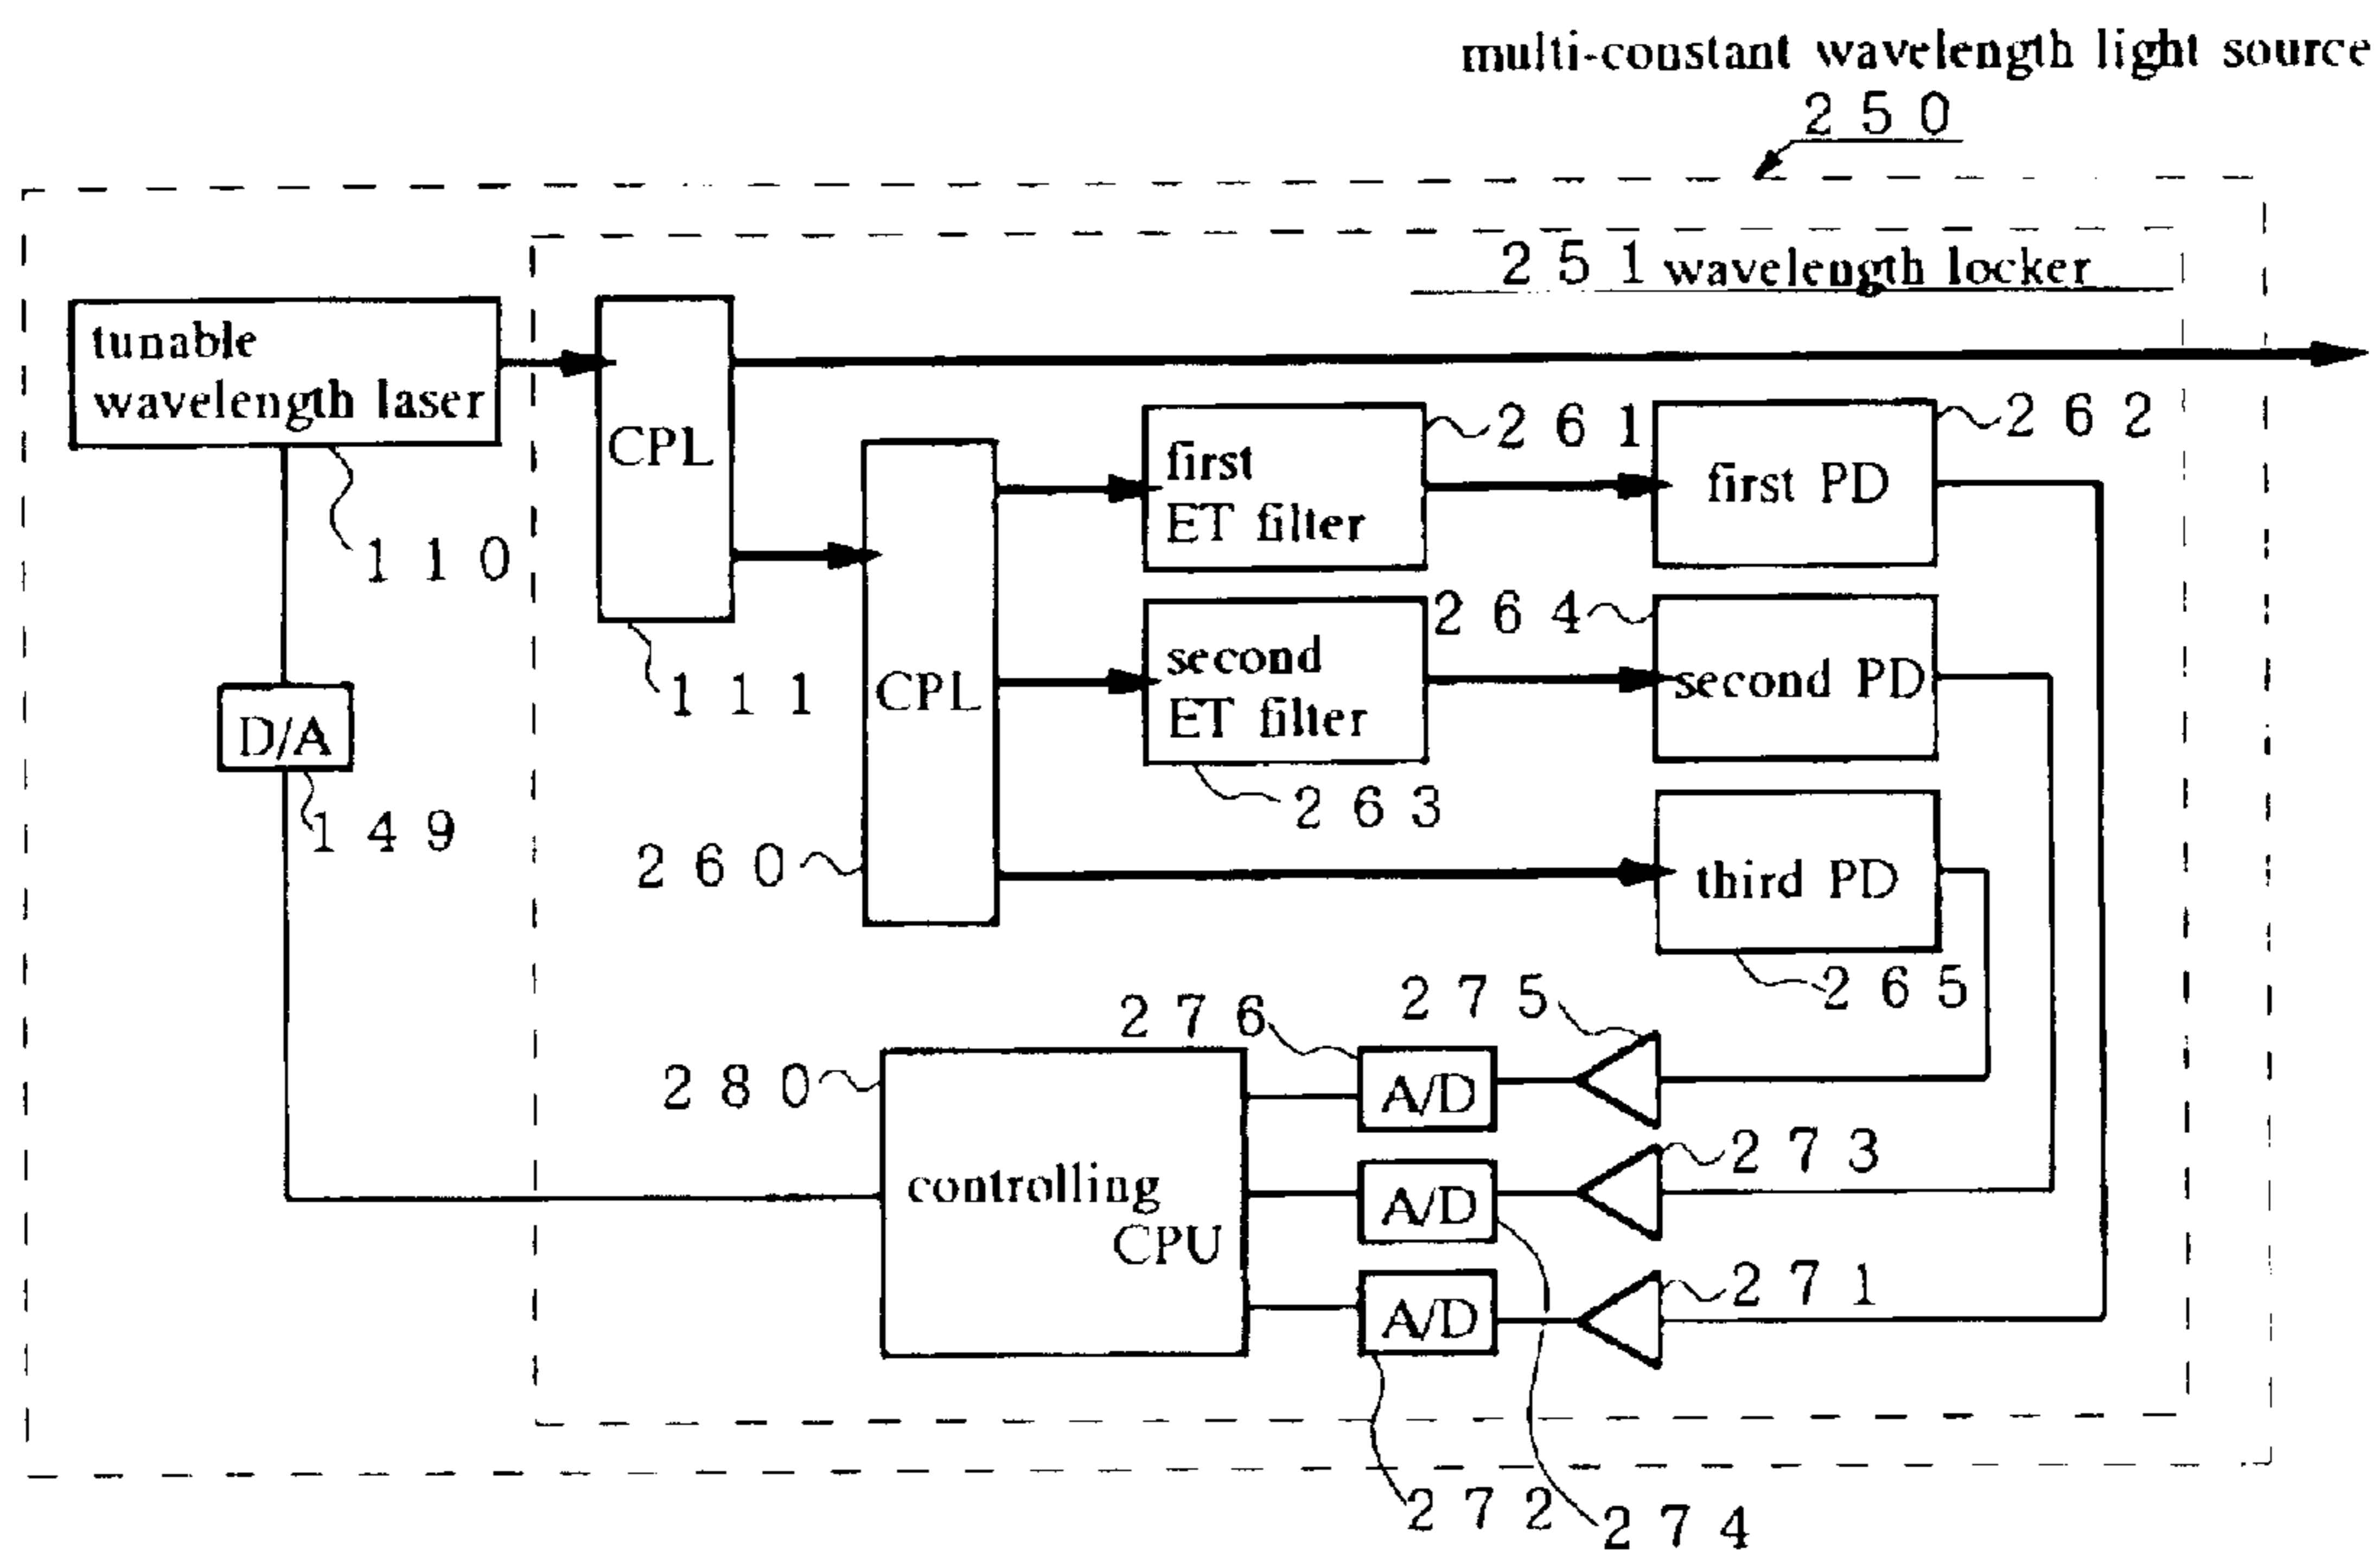 multi-constant wavelength light source
2 5 0
2 5 1 wavelength locker
tunable
wavelength laser
CPL
first
ET filter
2 6 1
first PD
2 6 2
1 1 0
1 1 1
CPL
second
ET filter
2 6 4
second PD
D/A
1 4 9
2 6 3
2 6 0
third PD
2 6 5
2 7 6
2 7 5
2 8 0
A/D
controlling
CPU
A/D
2 7 3
A/D
2 7 1
2 7 2
2 7 4